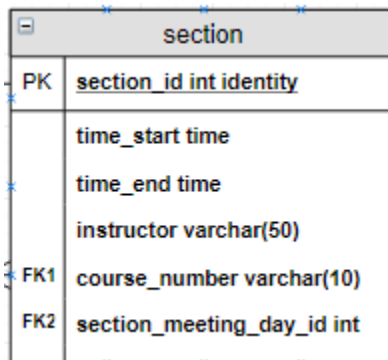 section
PK section_id int identity
time_start time
time_end time
instructor varchar(50)
FK1 course_number varchar(10)
FK2 section_meeting_day_id int